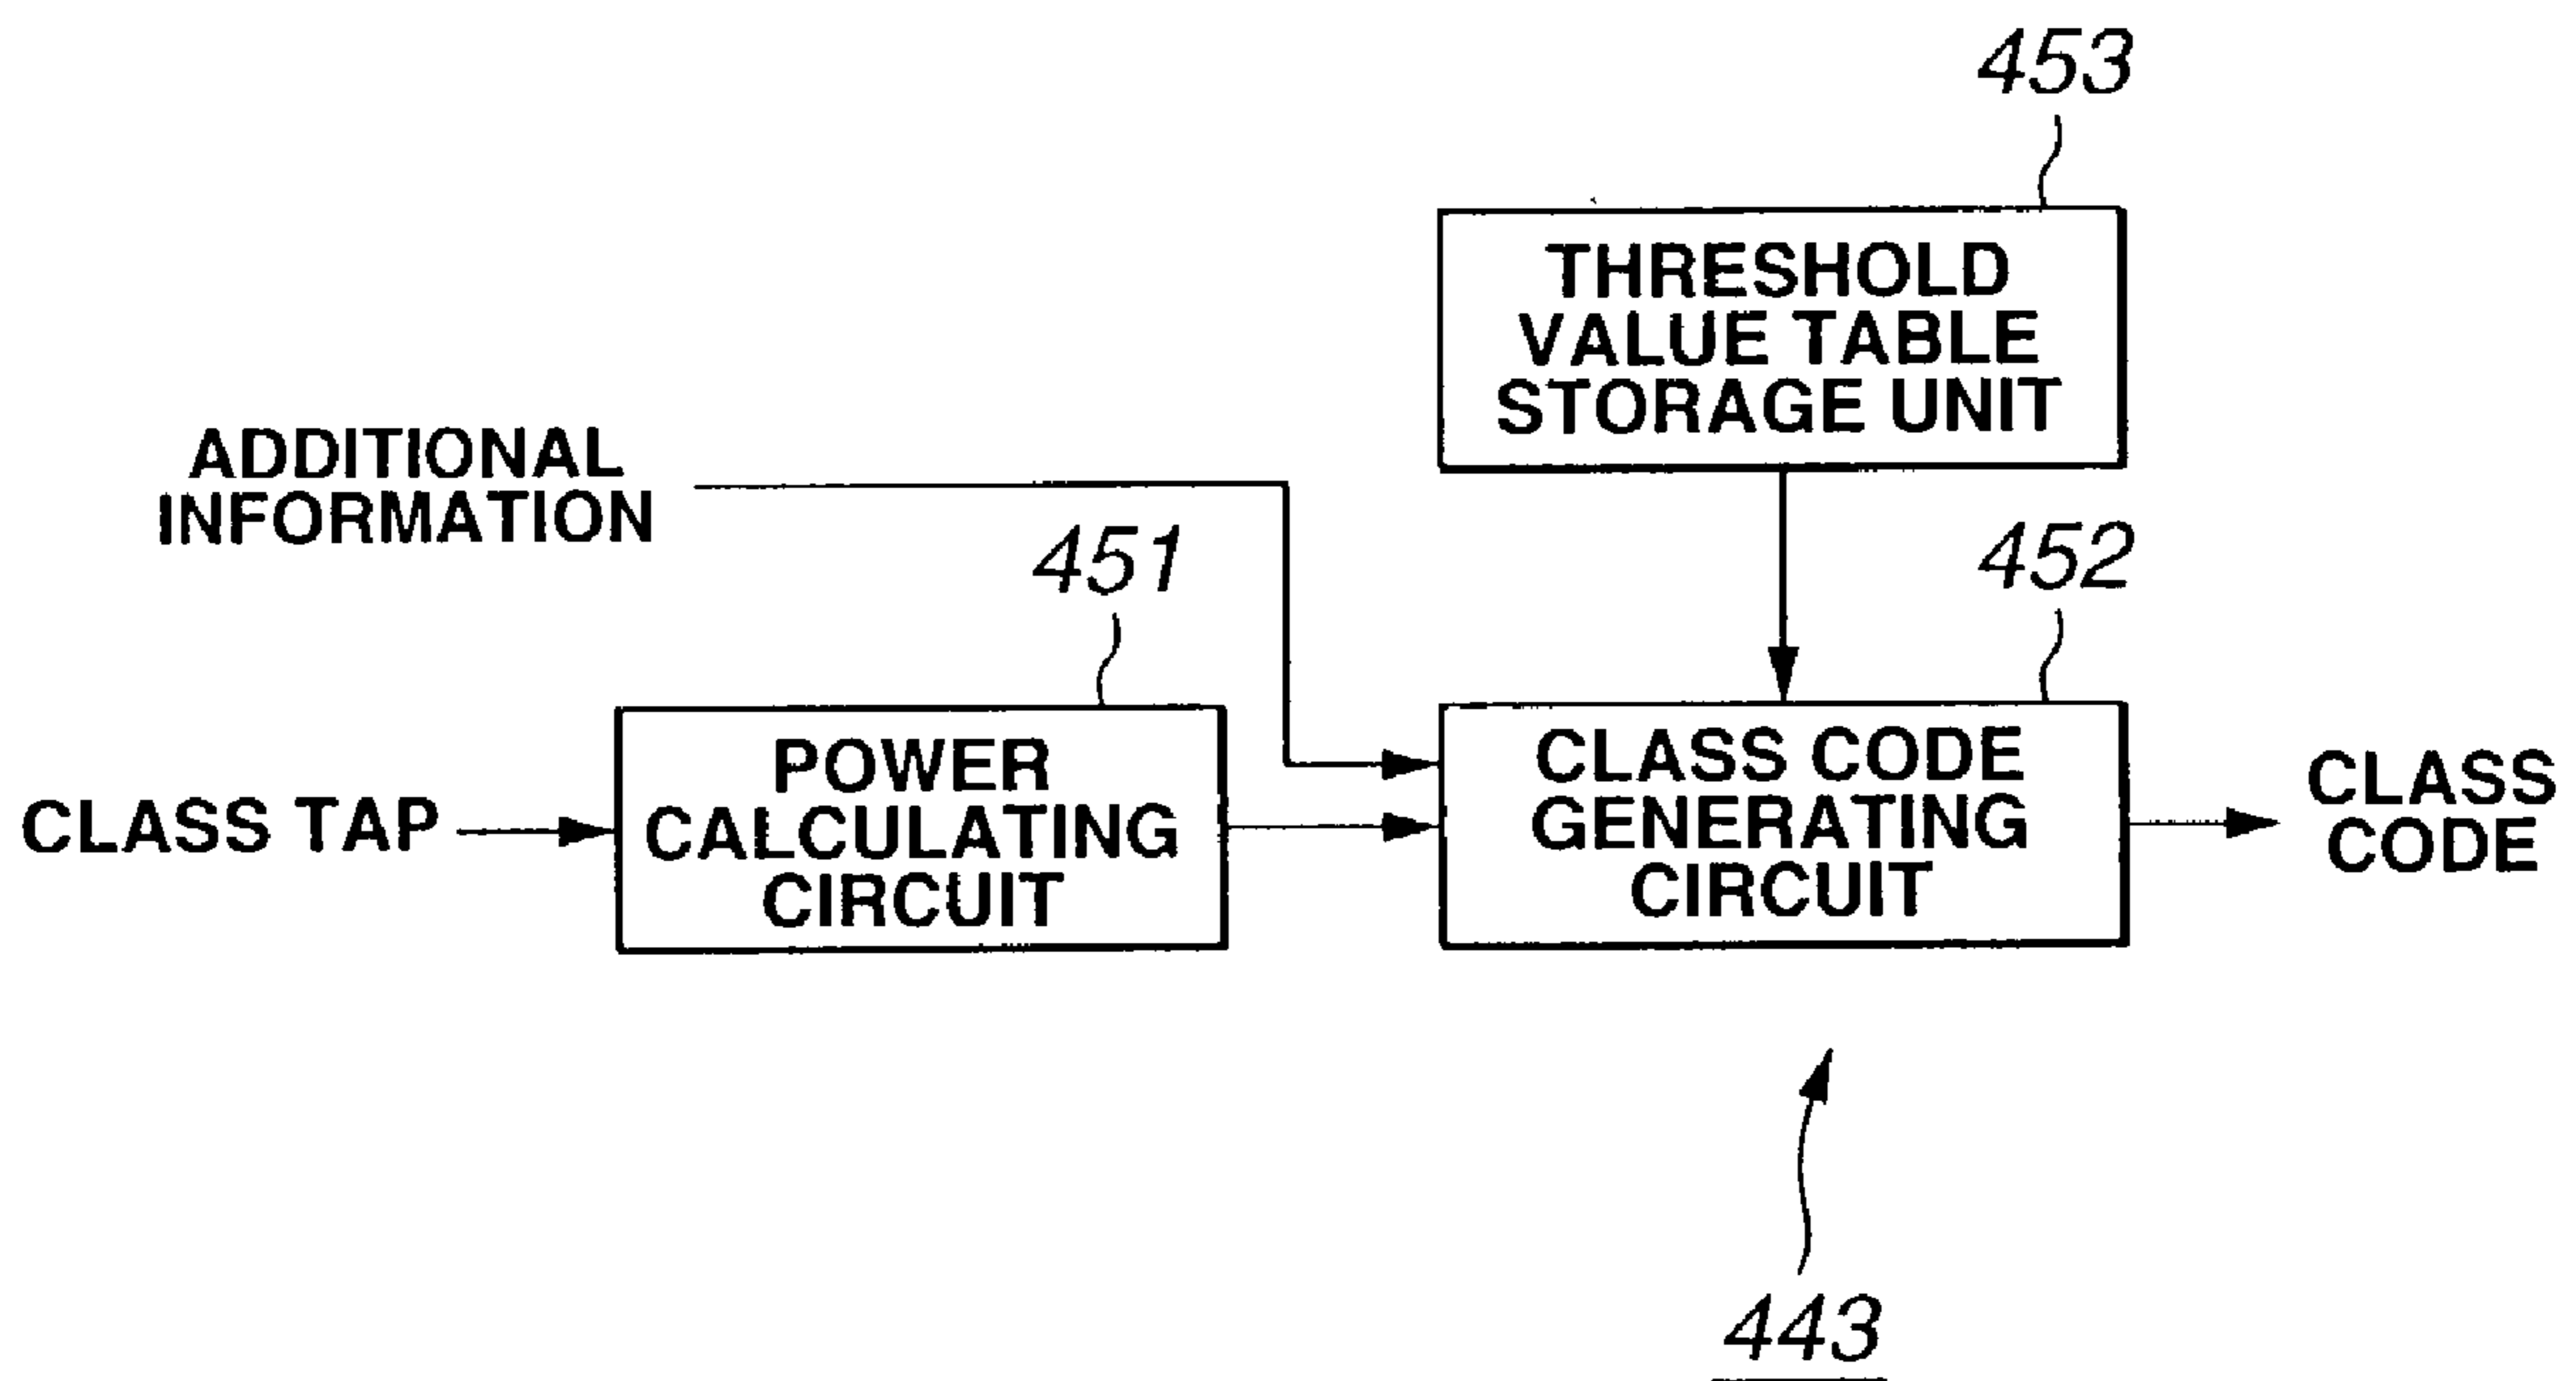 453
THRESHOLD
VALUE TABLE
STORAGE UNIT
ADDITIONAL
INFORMATION
451
452
CLASS TAP
POWER
CALCULATING
CIRCUIT
CLASS CODE
GENERATING
CIRCUIT
CLASS
CODE
443